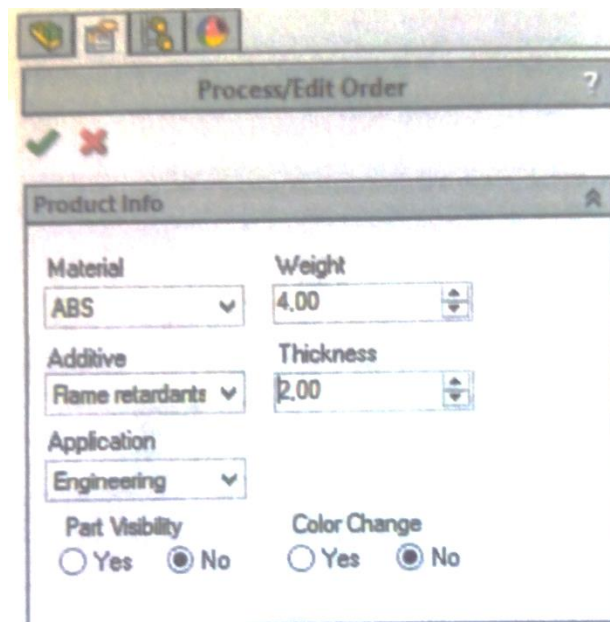 Process/Edit Order ?
Product Info
Material Weight
ABS 4.00
Additive Thickness
Flame retardants 2.00
Application
Engineering
Part Visibility Color Change
Yes No Yes No